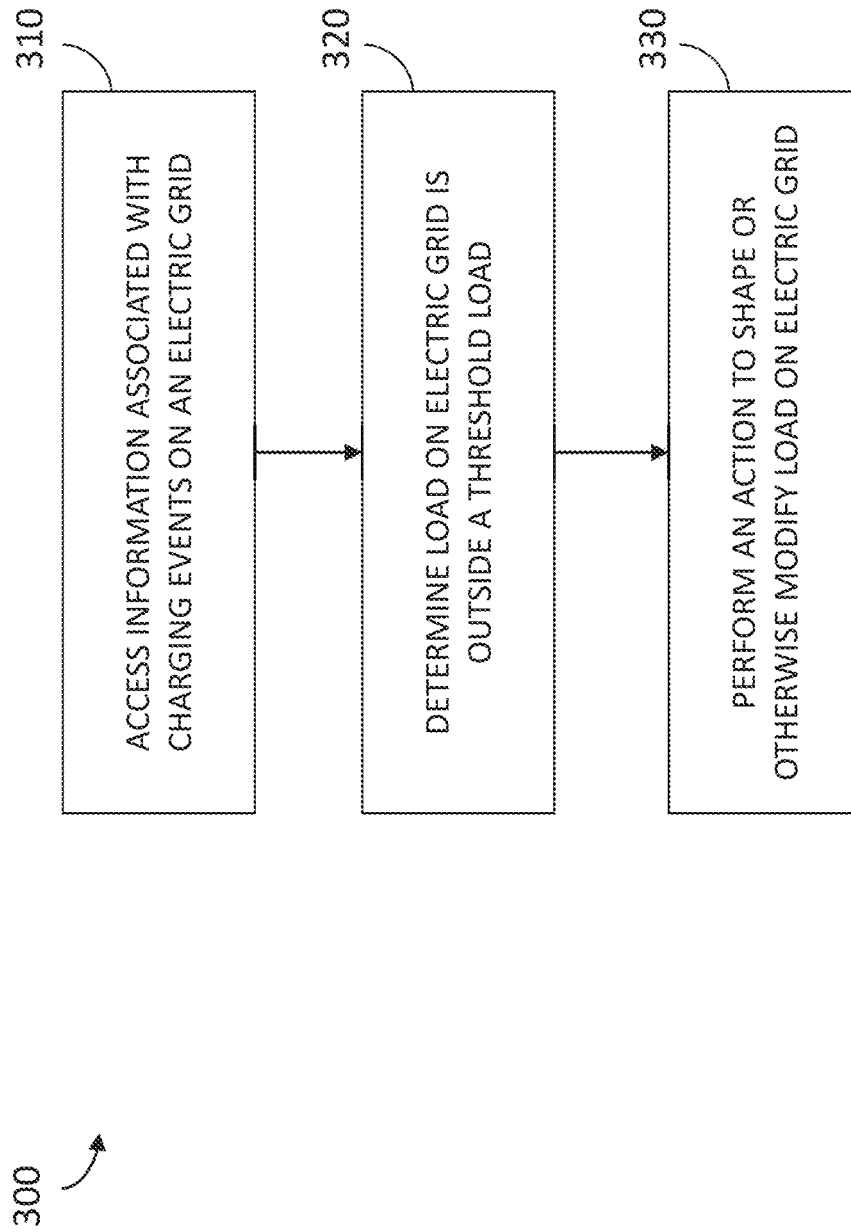 300
310
ACCESS INFORMATION ASSOCIATED WITH
CHARGING EVENTS ON AN ELECTRIC GRID
320
DETERMINE LOAD ON ELECTRIC GRID IS
OUTSIDE A THRESHOLD LOAD
330
PERFORM AN ACTION TO SHAPE OR
OTHERWISE MODIFY LOAD ON ELECTRIC GRID